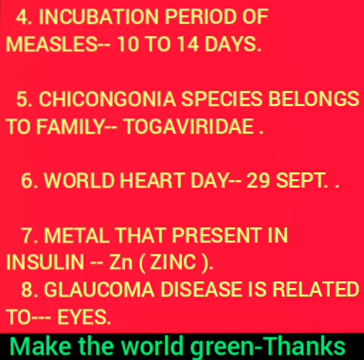 4. INCUBATION PERIOD OF
MEASLES-- 10 TO 14 DAYS.
5. CHICONGONIA SPECIES BELONGS
TO FAMILY-- TOGAVIRIDAE .
6. WORLD HEART DAY-- 29 SEPT. .
7. METAL THAT PRESENT IN
INSULIN -- Zn ( ZINC ).
8. GLAUCOMA DISEASE IS RELATED
TO--- EYES.
Make the world green-Thanks